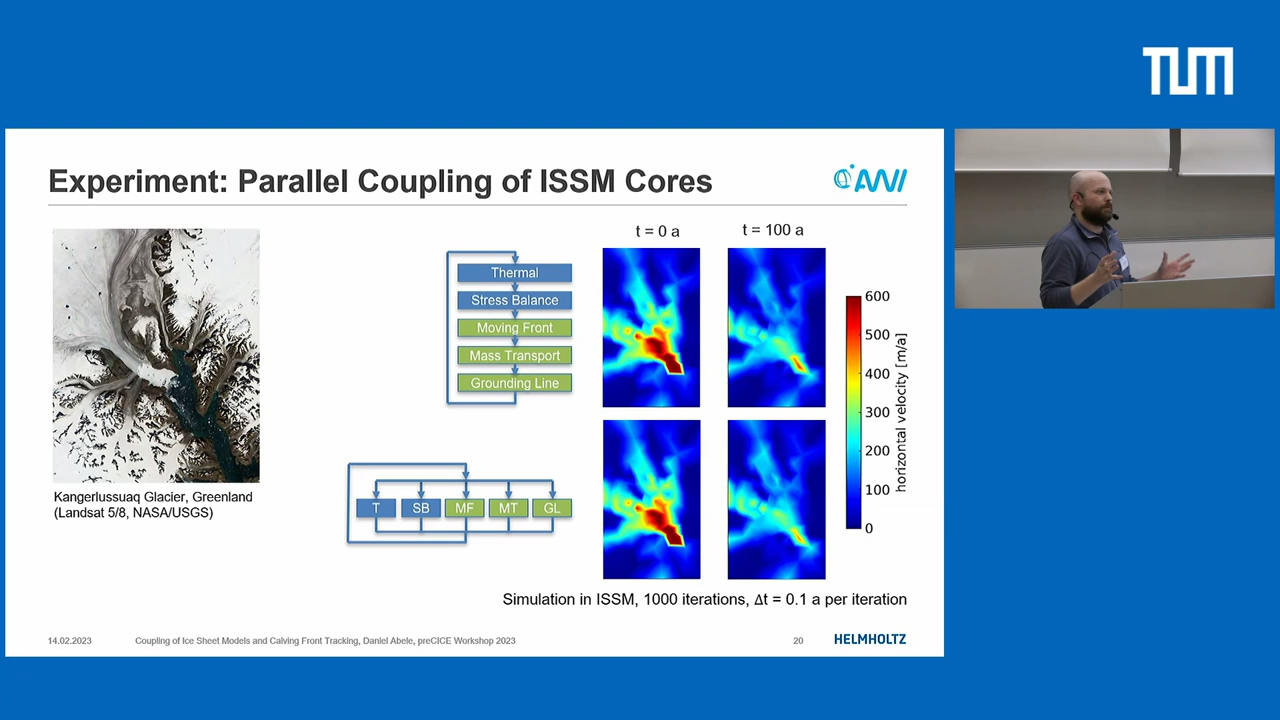 TUM
Experiment: Parallel Coupling of ISSM Cores
AWI
t = 0 a
t = 100 a
Thermal
Stress Balance
Moving Front
Mass Transport
Grounding Line
600
500
400
300
200
100
0
horizontal velocity [m/a]
Kangerlussuaq Glacier, Greenland
(Landsat 5/8, NASA/USGS)
T
SB
MF
MT
GL
Simulation in ISSM, 1000 iterations, Δt = 0.1 a per iteration
14.02.2023
Coupling of Ice Sheet Models and Calving Front Tracking, Daniel Abele, preCICE Workshop 2023
20
HELMHOLTZ